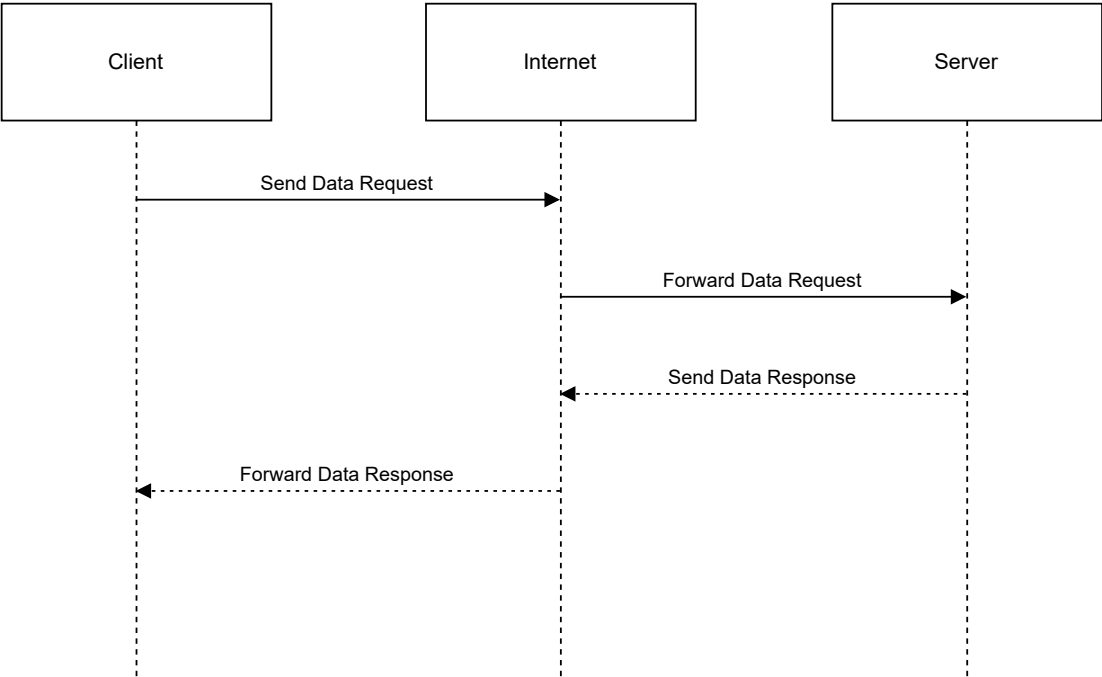 Client
Internet
Server
Send Data Request
Forward Data Request
Send Data Response
Forward Data Response